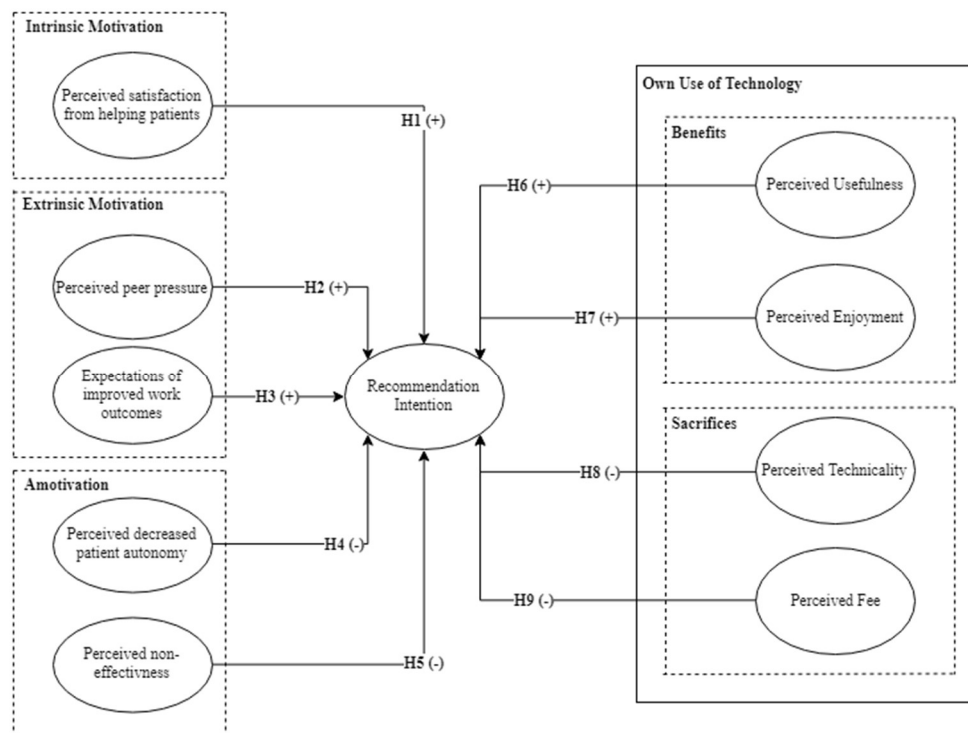 Intrinsic Motivation
Perceived satisfaction
from helping patients
H1 (+)
Extrinsic Motivation
Perceived peer pressure
H2 (+)
Expectations of
improved work
outcomes
H3 (+)
Amotivation
Perceived decreased
patient autonomy
H4 (-)
Perceived non-
effectivness
H5 (-)
Recommendation
Intention
Own Use of Technology
Benefits
H6 (+)
Perceived Usefulness
H7 (+)
Perceived Enjoyment
Sacrifices
H8 (-)
Perceived Technicality
H9 (-)
Perceived Fee